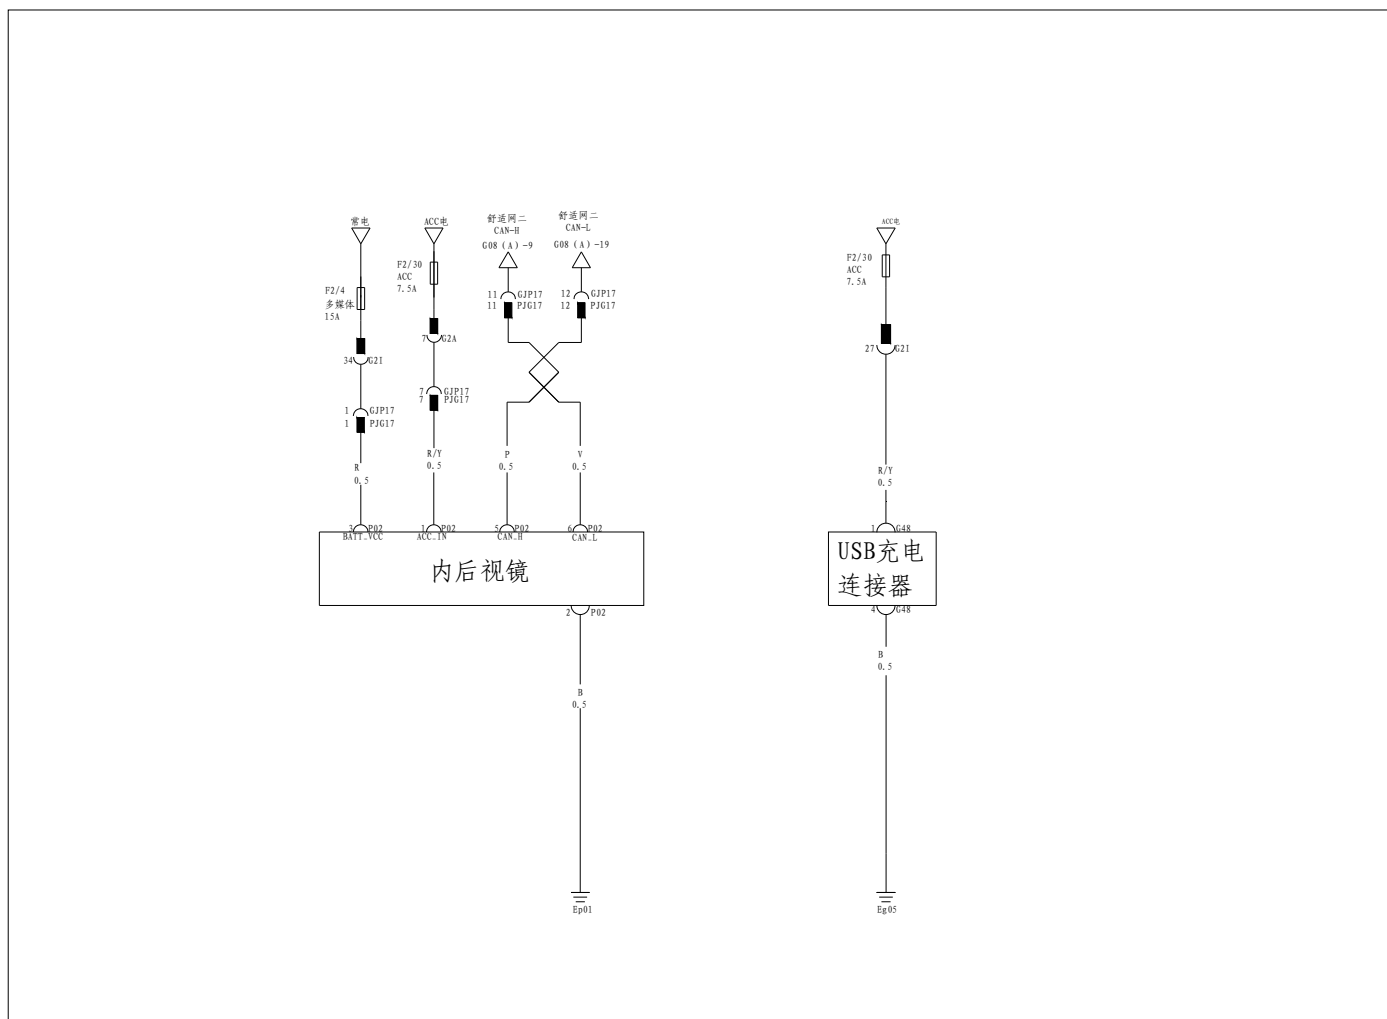 常电
F2/4
多媒体
15A
34 G2I
1 GJP17
1 PJG17
R
0.5
3 P02
BATT_VCC
ACC电
F2/30
ACC
7.5A
7 G2A
7 GJP17
7 PJG17
R/Y
0.5
1 P02
ACC_IN
舒适网二
CAN-H
G08(A)-9
11 GJP17
11 PJG17
P
0.5
5 P02
CAN_H
舒适网二
CAN-L
G08(A)-19
12 GJP17
12 PJG17
V
0.5
6 P02
CAN_L
内后视镜
2 P02
B
0.5
Ep01
ACC电
F2/30
ACC
7.5A
27 G2I
R/Y
0.5
1 G48
USB充电
连接器
4 G48
B
0.5
Eg05